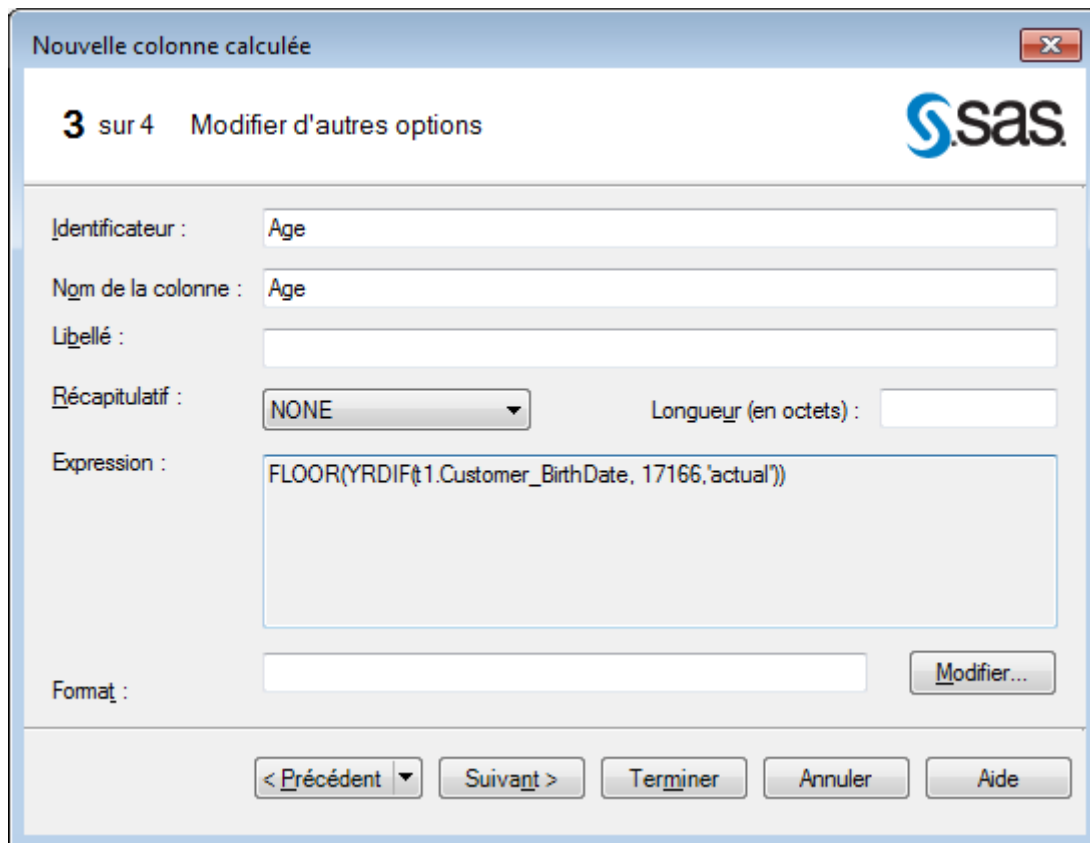 Nouvelle colonne calculée
3 sur 4 Modifier d'autres options
sas
Identificateur : Age
Nom de la colonne : Age
Libellé :
Récapitulatif : NONE Longueur (en octets) :
Expression : FLOOR(YRDIF(t1.Customer_BirthDate, 17166,'actual'))
Format : Modifier...
< Précédent Suivant > Terminer Annuler Aide